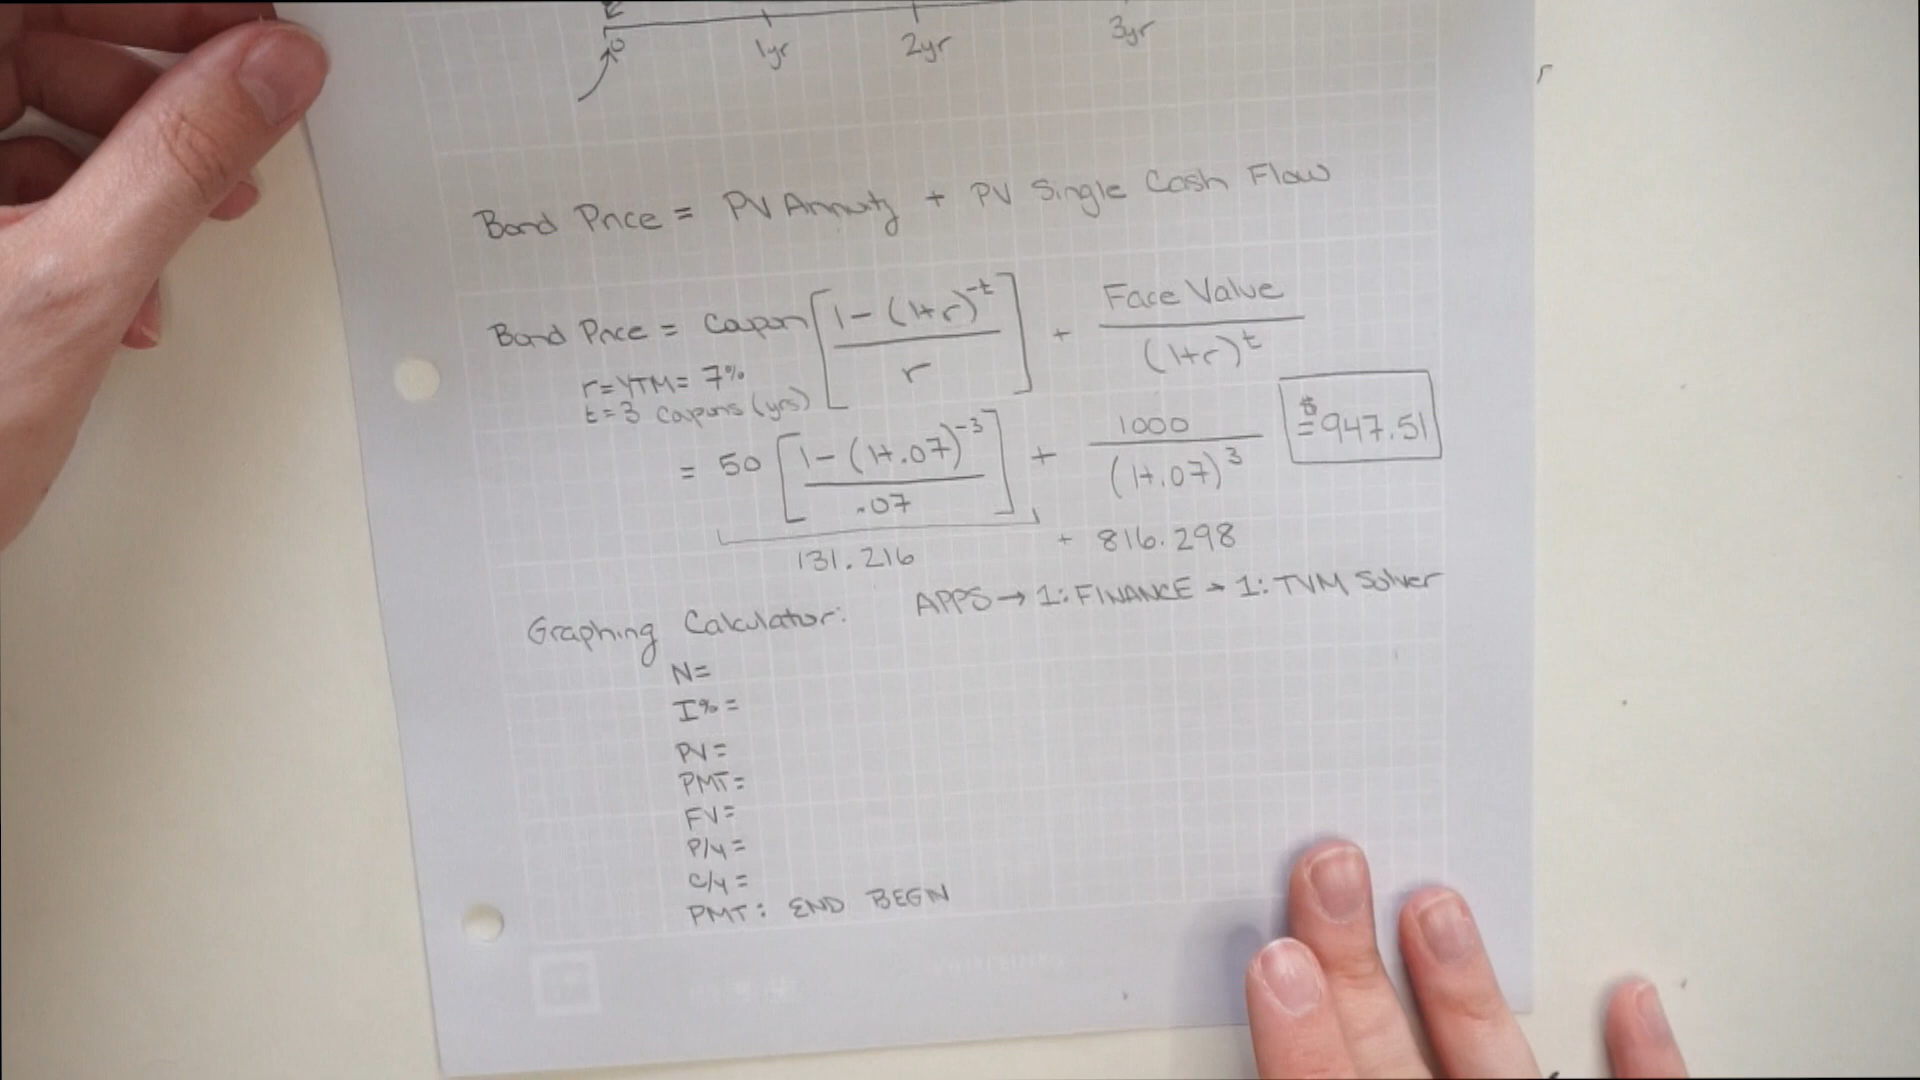 0 1yr 2yr 3yr
r
Bond Price = PV Annuity + PV Single Cash Flow
Bond Price = Coupon [1-(1+r)^-t / r] + Face Value / (1+r)^t
r=YTM= 7%
t=3 coupons (yrs)
= 50 [1-(1+.07)^-3 / .07] + 1000 / (1+.07)^3 = $947.51
131.216 + 816.298
Graphing Calculator: APPS → 1: FINANCE → 1: TVM Solver
N=
I% =
PV=
PMT=
FV=
P/Y=
C/Y=
PMT: END BEGIN